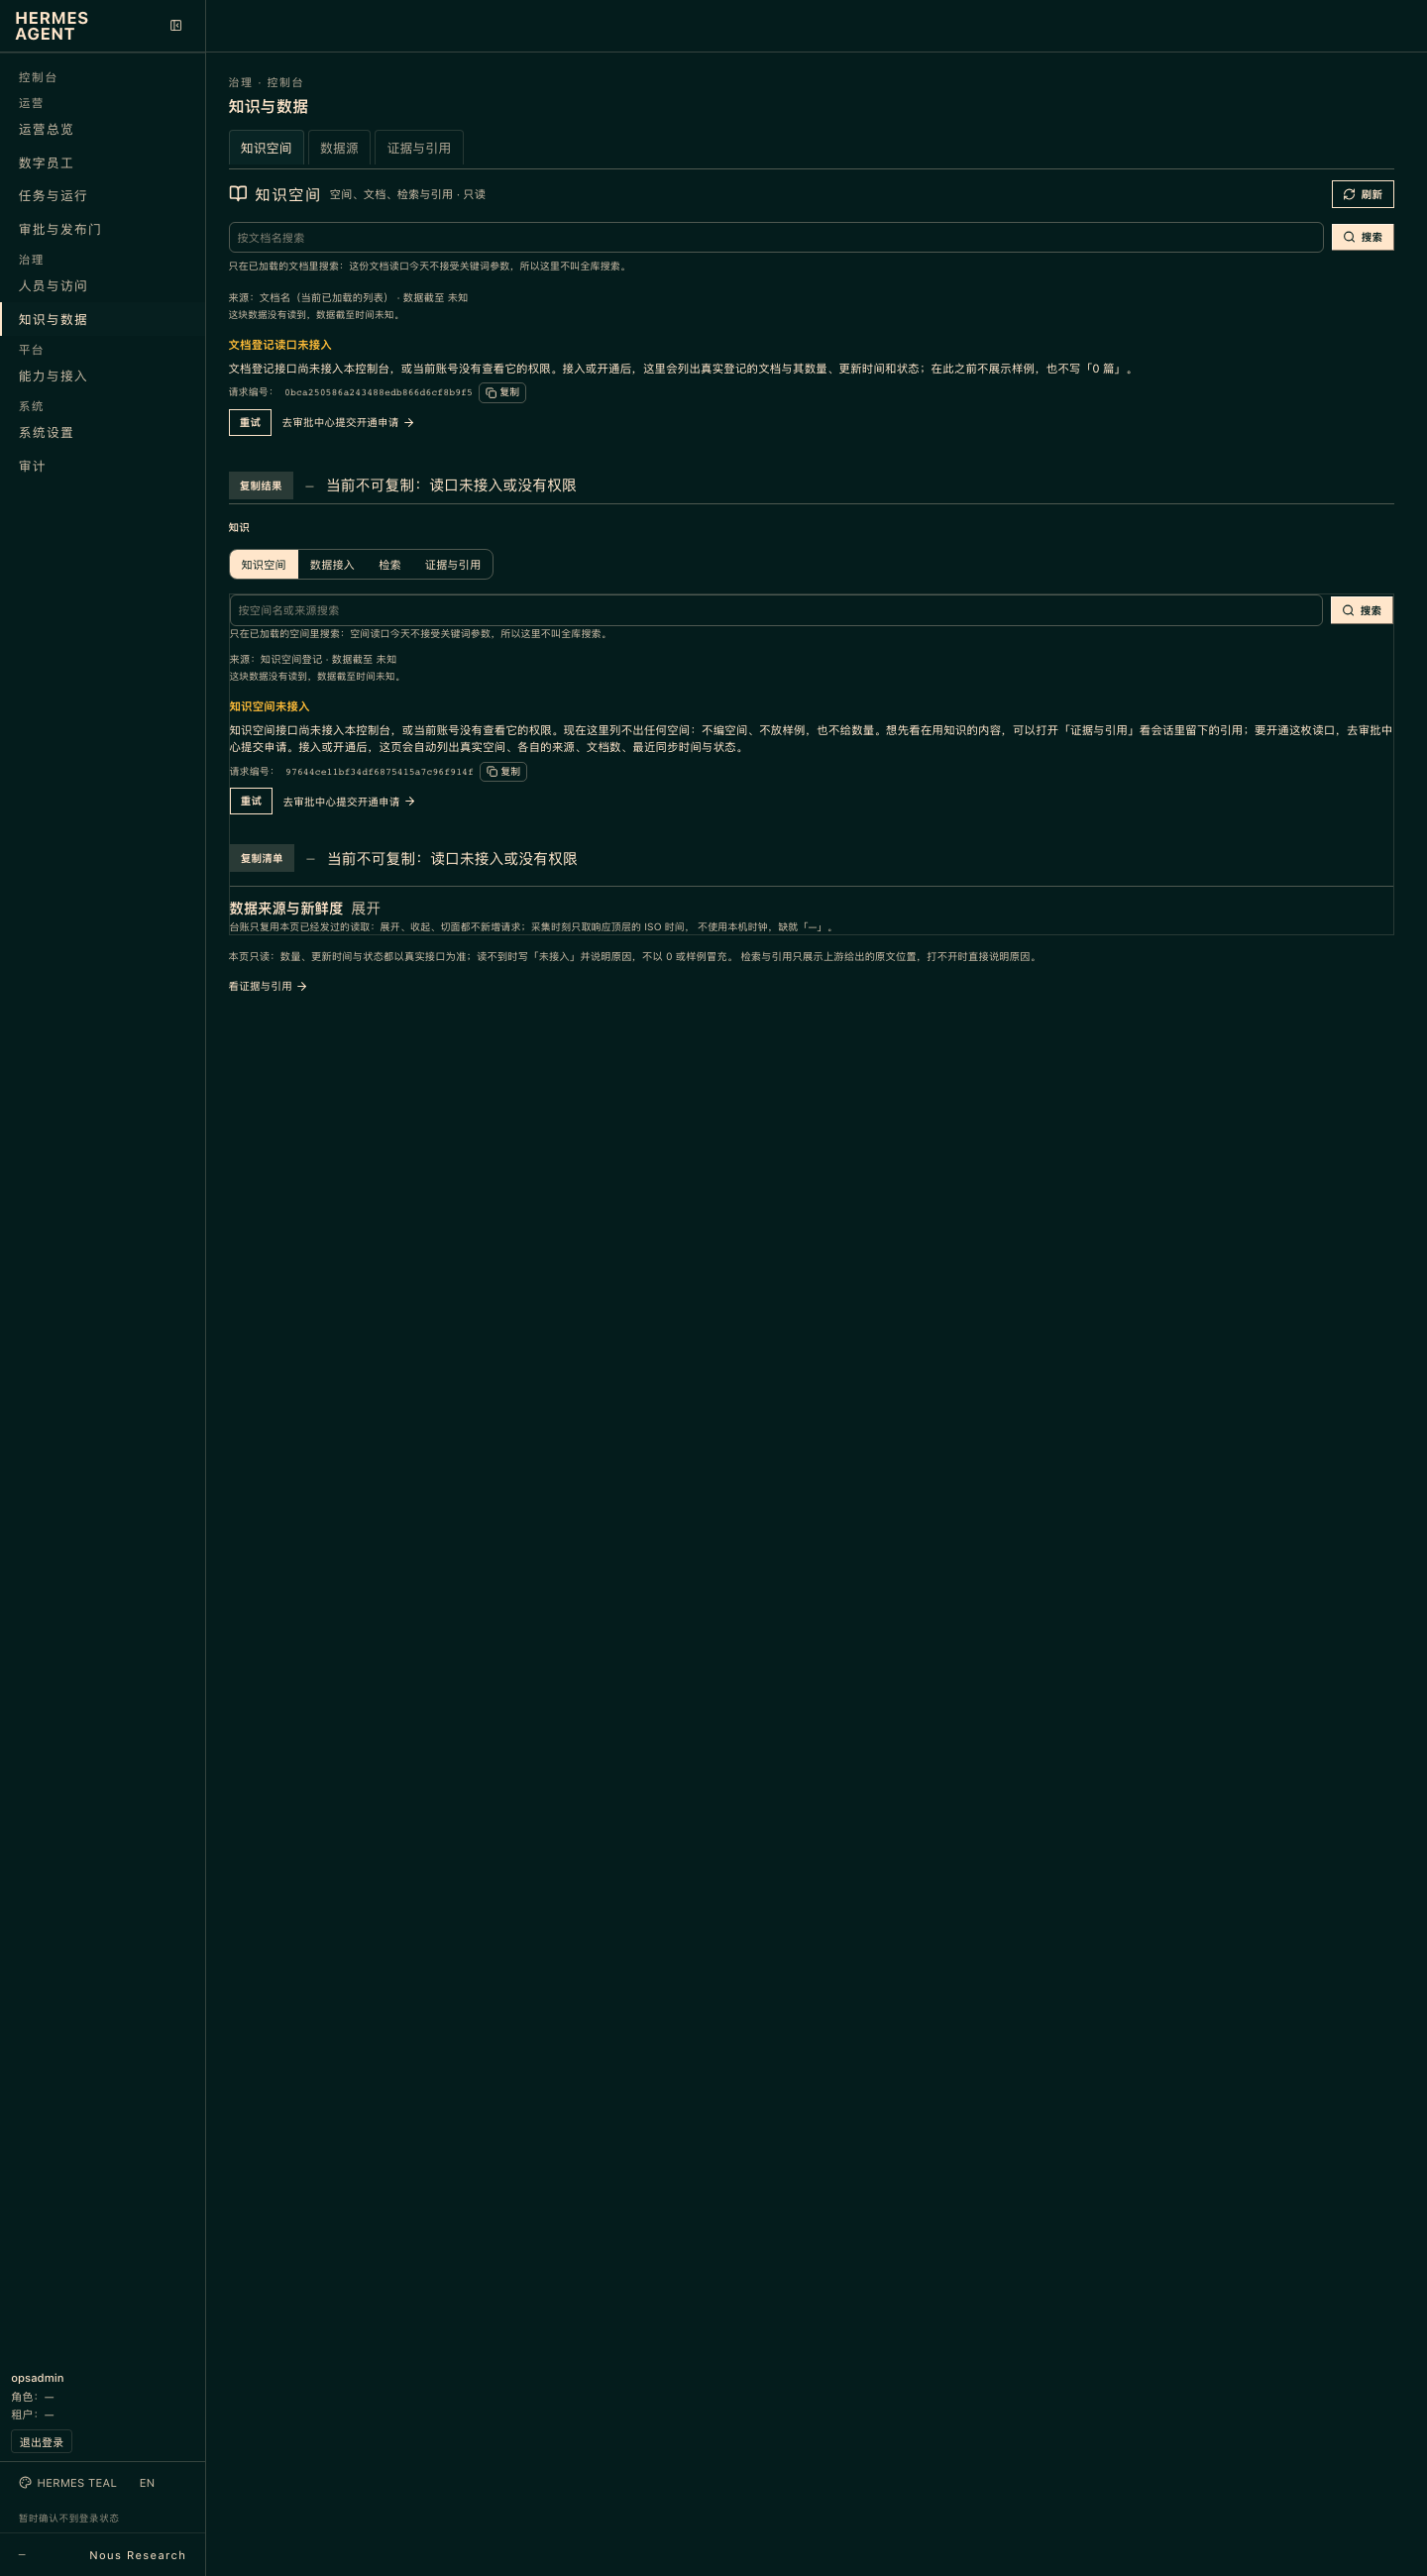 HERMES
AGENT
控制台
运营
运营总览
数字员工
任务与运行
审批与发布门
治理
人员与访问
知识与数据
平台
能力与接入
系统
系统设置
审计
治理 · 控制台
知识与数据
知识空间 数据源 证据与引用
知识空间 空间、文档、检索与引用 · 只读 刷新
按文档名搜索 搜索
只在已加载的文档里搜索：这份文档读口今天不接受关键词参数，所以这里不叫全库搜索。
来源：文档名（当前已加载的列表） · 数据截至 未知
这块数据没有读到，数据截至时间未知。
文档登记读口未接入
文档登记接口尚未接入本控制台，或当前账号没有查看它的权限。接入或开通后，这里会列出真实登记的文档与其数量、更新时间和状态；在此之前不展示样例，也不写「0 篇」。
请求编号： 0bca250586a243488edb866d6cf8b9f5 复制
重试 去审批中心提交开通申请 →
复制结果 — 当前不可复制：读口未接入或没有权限
知识
知识空间 数据接入 检索 证据与引用
按空间名或来源搜索 搜索
只在已加载的空间里搜索：空间读口今天不接受关键词参数，所以这里不叫全库搜索。
来源：知识空间登记 · 数据截至 未知
这块数据没有读到，数据截至时间未知。
知识空间未接入
知识空间接口尚未接入本控制台，或当前账号没有查看它的权限。现在这里列不出任何空间：不编空间、不放样例，也不给数量。想先看在用知识的内容，可以打开「证据与引用」看会话里留下的引用；要开通这枚读口，去审批中
心提交申请。接入或开通后，这页会自动列出真实空间、各自的来源、文档数、最近同步时间与状态。
请求编号： 97644ce11bf34df6875415a7c96f914f 复制
重试 去审批中心提交开通申请 →
复制清单 — 当前不可复制：读口未接入或没有权限
数据来源与新鲜度 展开
台账只复用本页已经发过的读取：展开、收起、切面都不新增请求；采集时刻只取响应顶层的 ISO 时间， 不使用本机时钟，缺就「—」。
本页只读：数量、更新时间与状态都以真实接口为准；读不到时写「未接入」并说明原因，不以 0 或样例冒充。 检索与引用只展示上游给出的原文位置，打不开时直接说明原因。
看证据与引用 →
opsadmin
角色：—
租户：—
退出登录
HERMES TEAL EN
暂时确认不到登录状态
— Nous Research